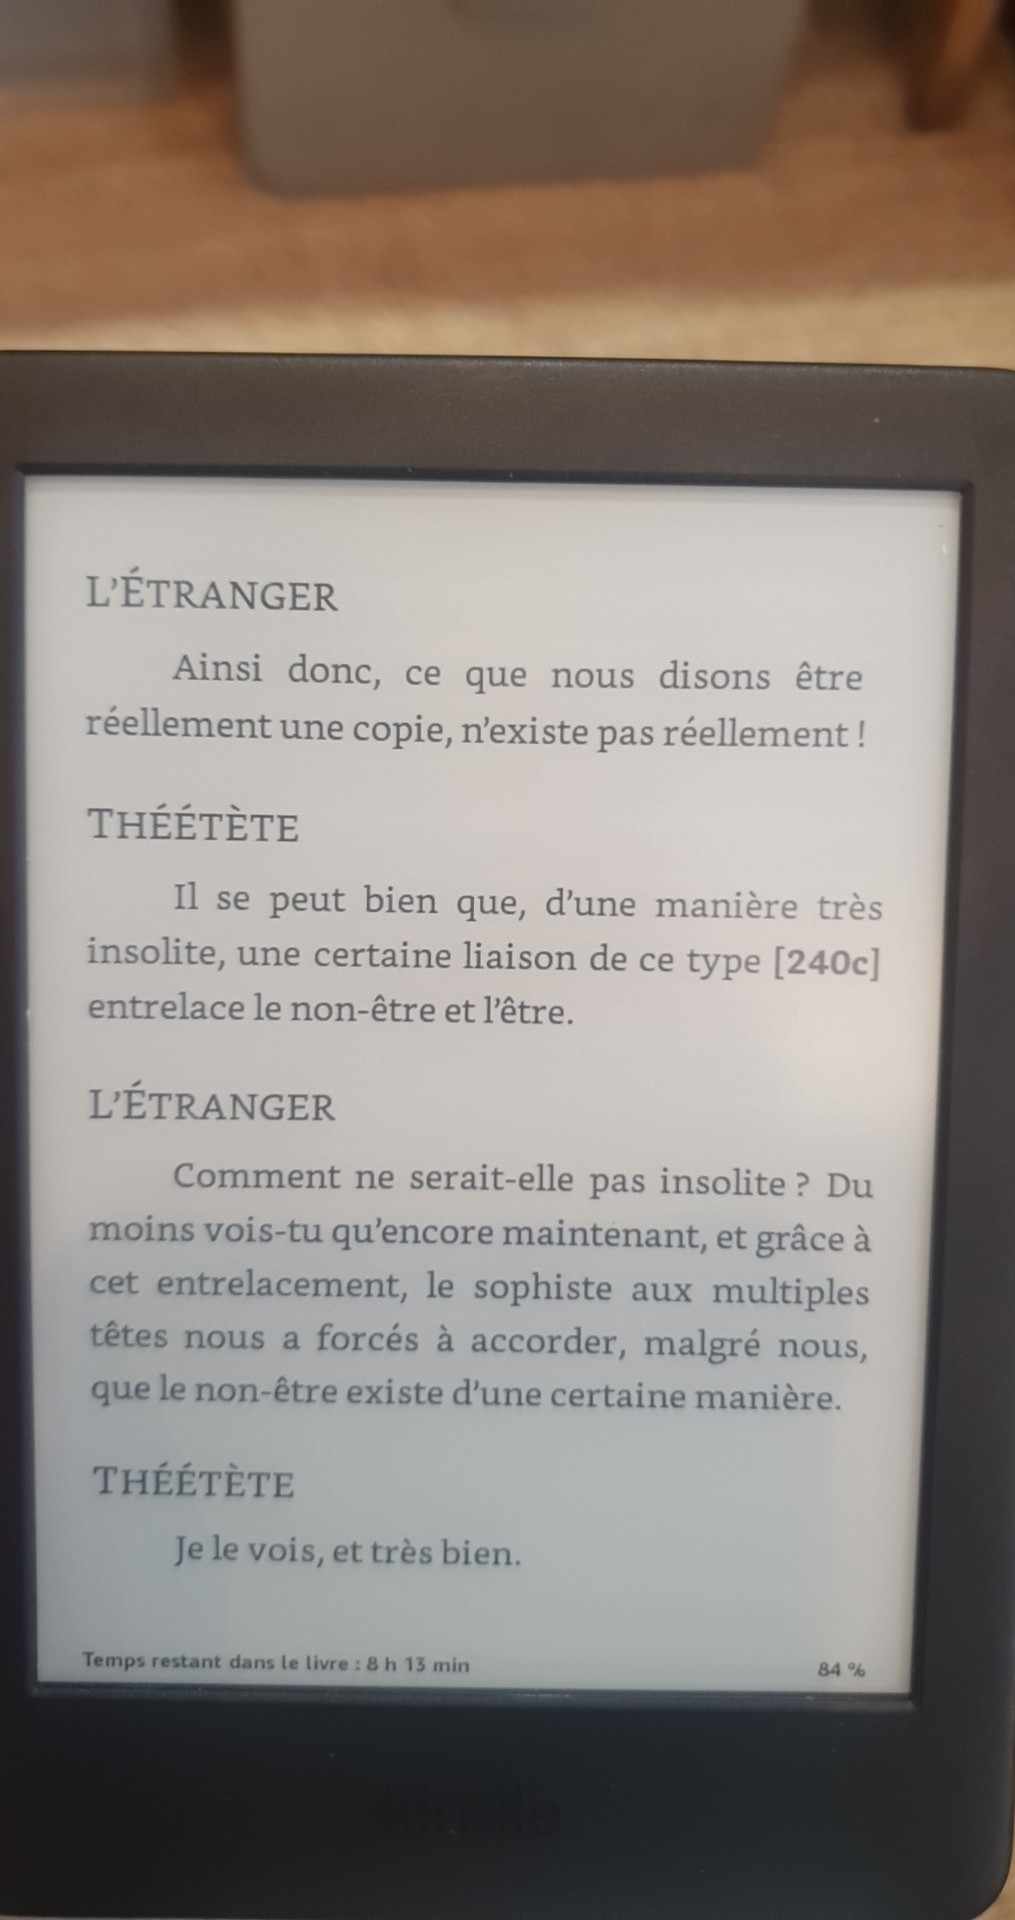 L'ÉTRANGER
Ainsi donc, ce que nous disons être
réellement une copie, n'existe pas réellement !
THÉÉTÈTE
Il se peut bien que, d'une manière très
insolite, une certaine liaison de ce type [240c]
entrelace le non-être et l'être.
L'ÉTRANGER
Comment ne serait-elle pas insolite ? Du
moins vois-tu qu'encore maintenant, et grâce à
cet entrelacement, le sophiste aux multiples
têtes nous a forcés à accorder, malgré nous,
que le non-être existe d'une certaine manière.
THÉÉTÈTE
Je le vois, et très bien.
Temps restant dans le livre : 8 h 13 min 84 %